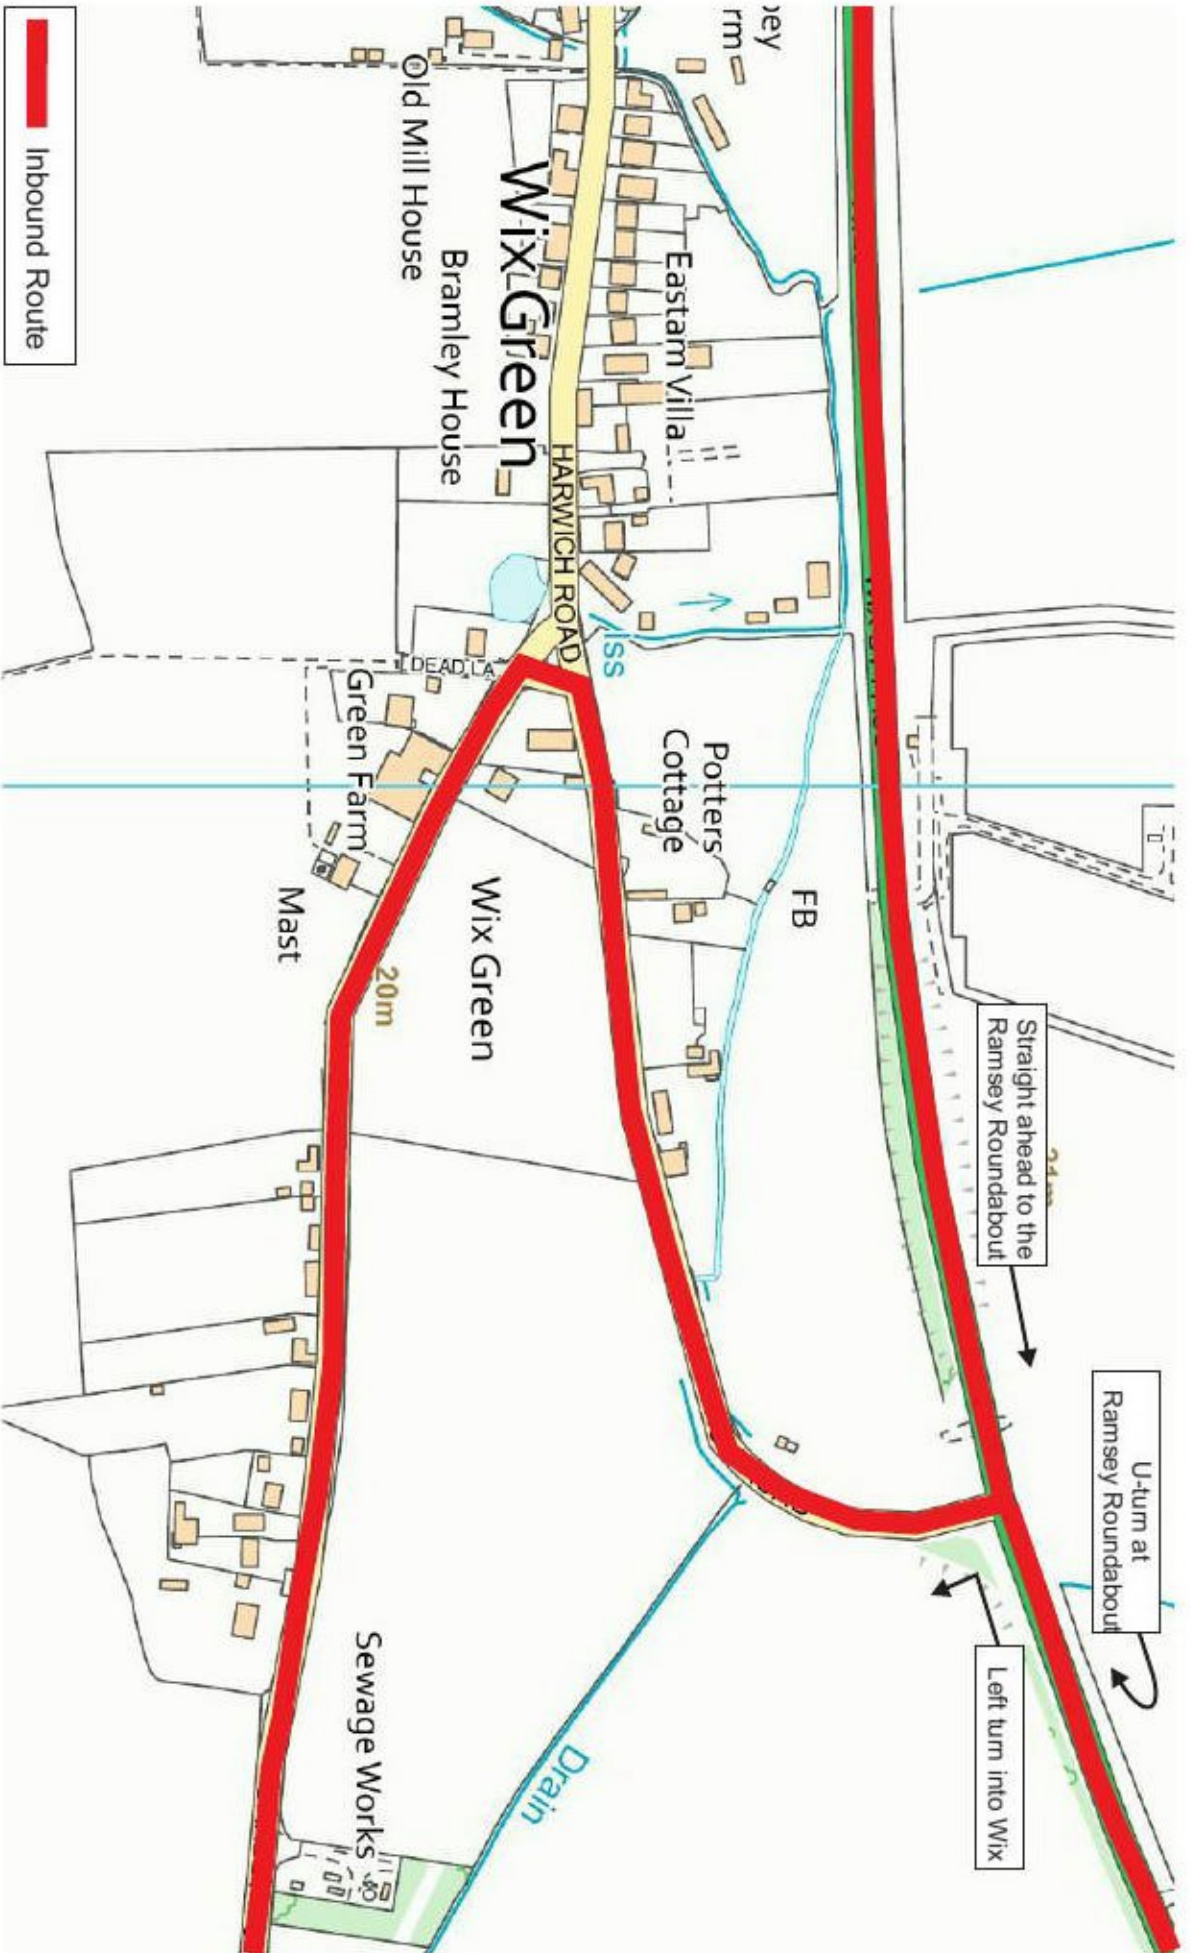 U-turn at
Ramsey Roundabout
Straight ahead to the
Ramsey Roundabout
Left turn into Wix
FB
Potters
Cottage
Eastam Villa
Iss
HARWICH ROAD
Drain
Wix Green
Wix Green
Bramley House
Old Mill House
DEAD LA
20m
Green Farm
Mast
Sewage Works
Inbound Route